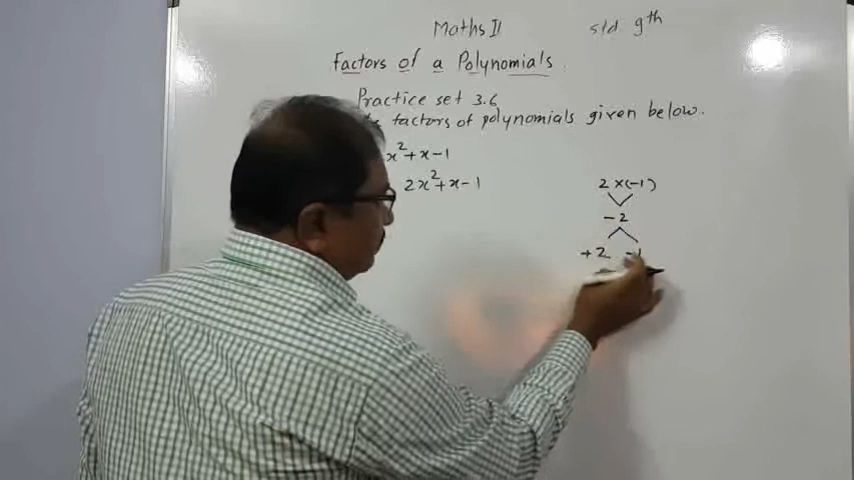 Maths II std 9th
Factors of a Polynomials.
Practice set 3.6
factors of polynomials given below.
x²+x-1
2x²+x-1
2×(-1)
-2
+2 -1